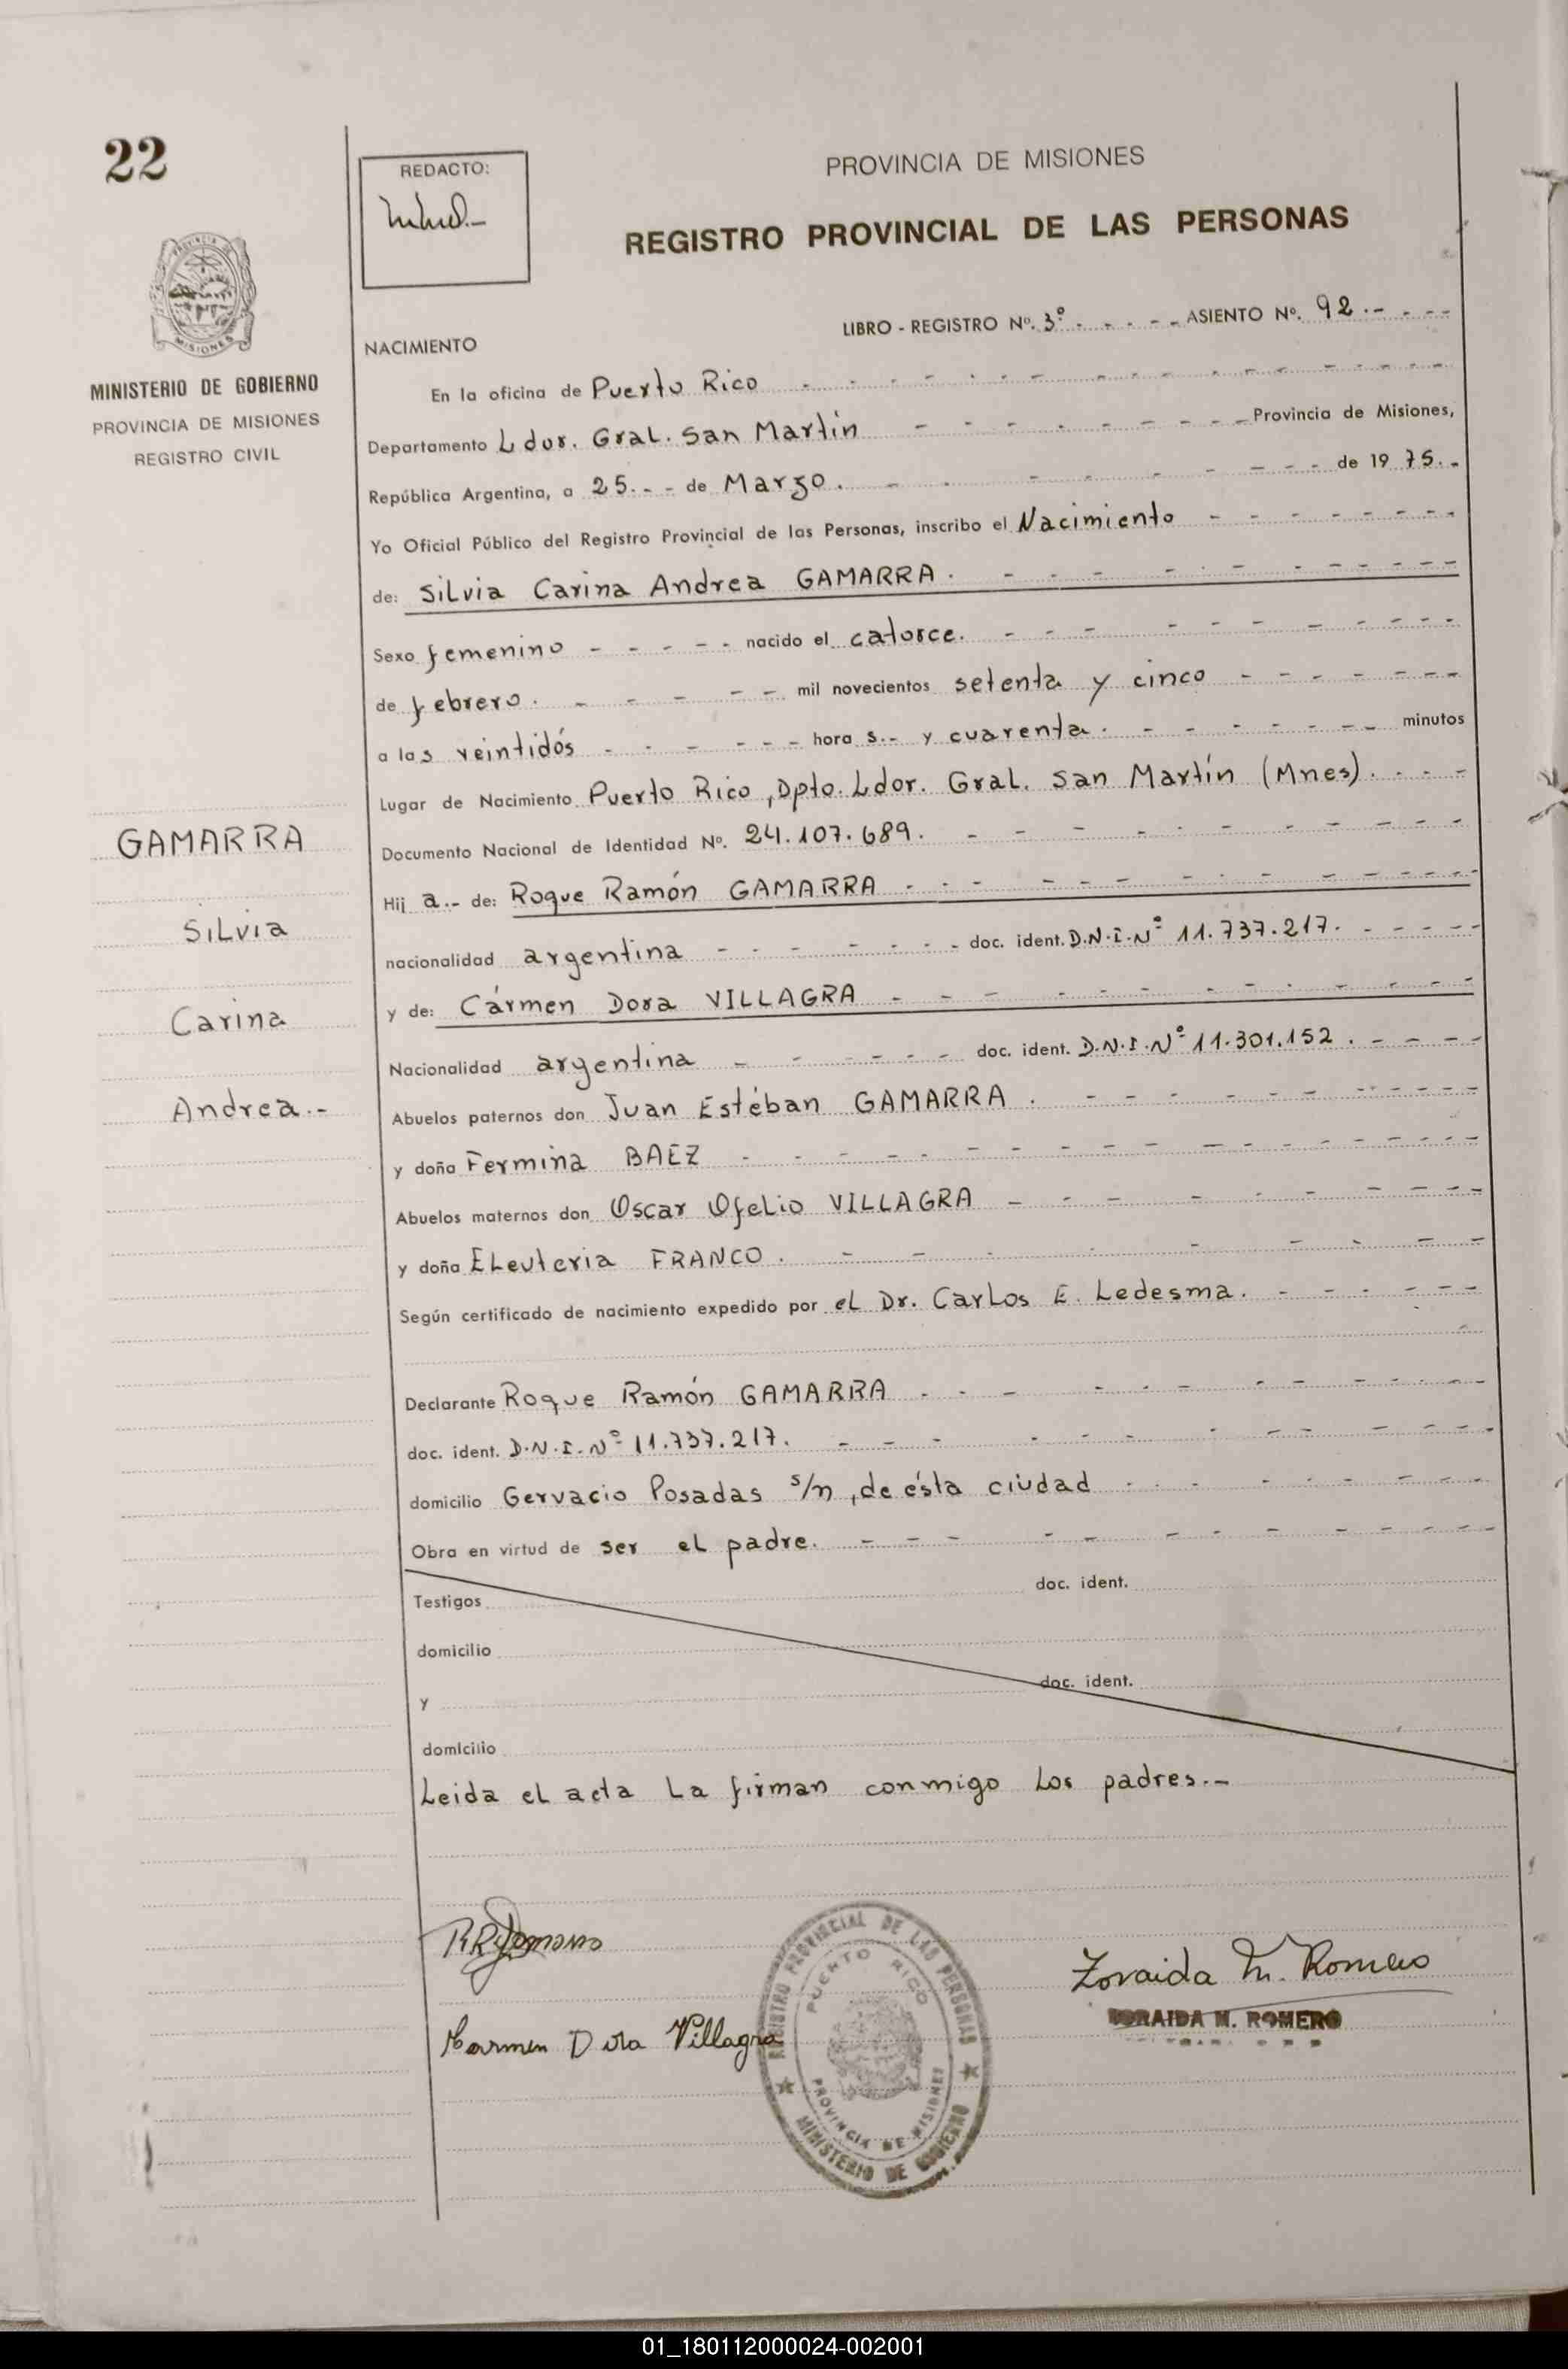 22
MISIONES
MINISTERIO DE GOBIERNO
PROVINCIA DE MISIONES
REGISTRO CIVIL
GAMARRA
Silvia
Carina
Andrea.-
REDACTO:
PROVINCIA DE MISIONES
REGISTRO PROVINCIAL DE LAS PERSONAS
LIBRO - REGISTRO Nº. 3º - - - - - ASIENTO Nº. 92.- - - -
NACIMIENTO
En la oficina de Puerto Rico
Departamento Ldor. Gral. San Martín Provincia de Misiones,
República Argentina, a 25.- - de Marzo. de 19 75.-
Yo Oficial Público del Registro Provincial de las Personas, inscribo el Nacimiento
de: Silvia Carina Andrea GAMARRA.
Sexo femenino nacido el catorce.
de febrero. mil novecientos setenta y cinco
a las veintidós hora s.- y cuarenta. minutos
Lugar de Nacimiento Puerto Rico, Dpto. Ldor. Gral. San Martín (Mnes).
Documento Nacional de Identidad Nº. 24.107.689.
Hij a.- de: Roque Ramón GAMARRA
nacionalidad argentina doc. ident. D.N.I.Nº 11.737.217.
y de: Cármen Dora VILLAGRA
Nacionalidad argentina doc. ident. D.N.I.Nº 11.301.152.
Abuelos paternos don Juan Estéban GAMARRA.
y doña Fermina BAEZ
Abuelos maternos don Oscar Ofelio VILLAGRA
y doña Eleuteria FRANCO.
Según certificado de nacimiento expedido por el Dr. Carlos E. Ledesma.
Declarante Roque Ramón GAMARRA
doc. ident. D.N.I.Nº 11.737.217.
domicilio Gervacio Posadas s/n, de ésta ciudad
Obra en virtud de ser el padre.
Testigos doc. ident.
domicilio
y doc. ident.
domicilio
Leida el acta la firman conmigo los padres.-
Carmen Dora Villagra
REGISTRO PROVINCIAL DE LAS PERSONAS
PUERTO RICO
PROVINCIA DE MISIONES
MINISTERIO DE GOBIERNO
Zoraida M. Romero
ZORAIDA M. ROMERO
01_180112000024-002001